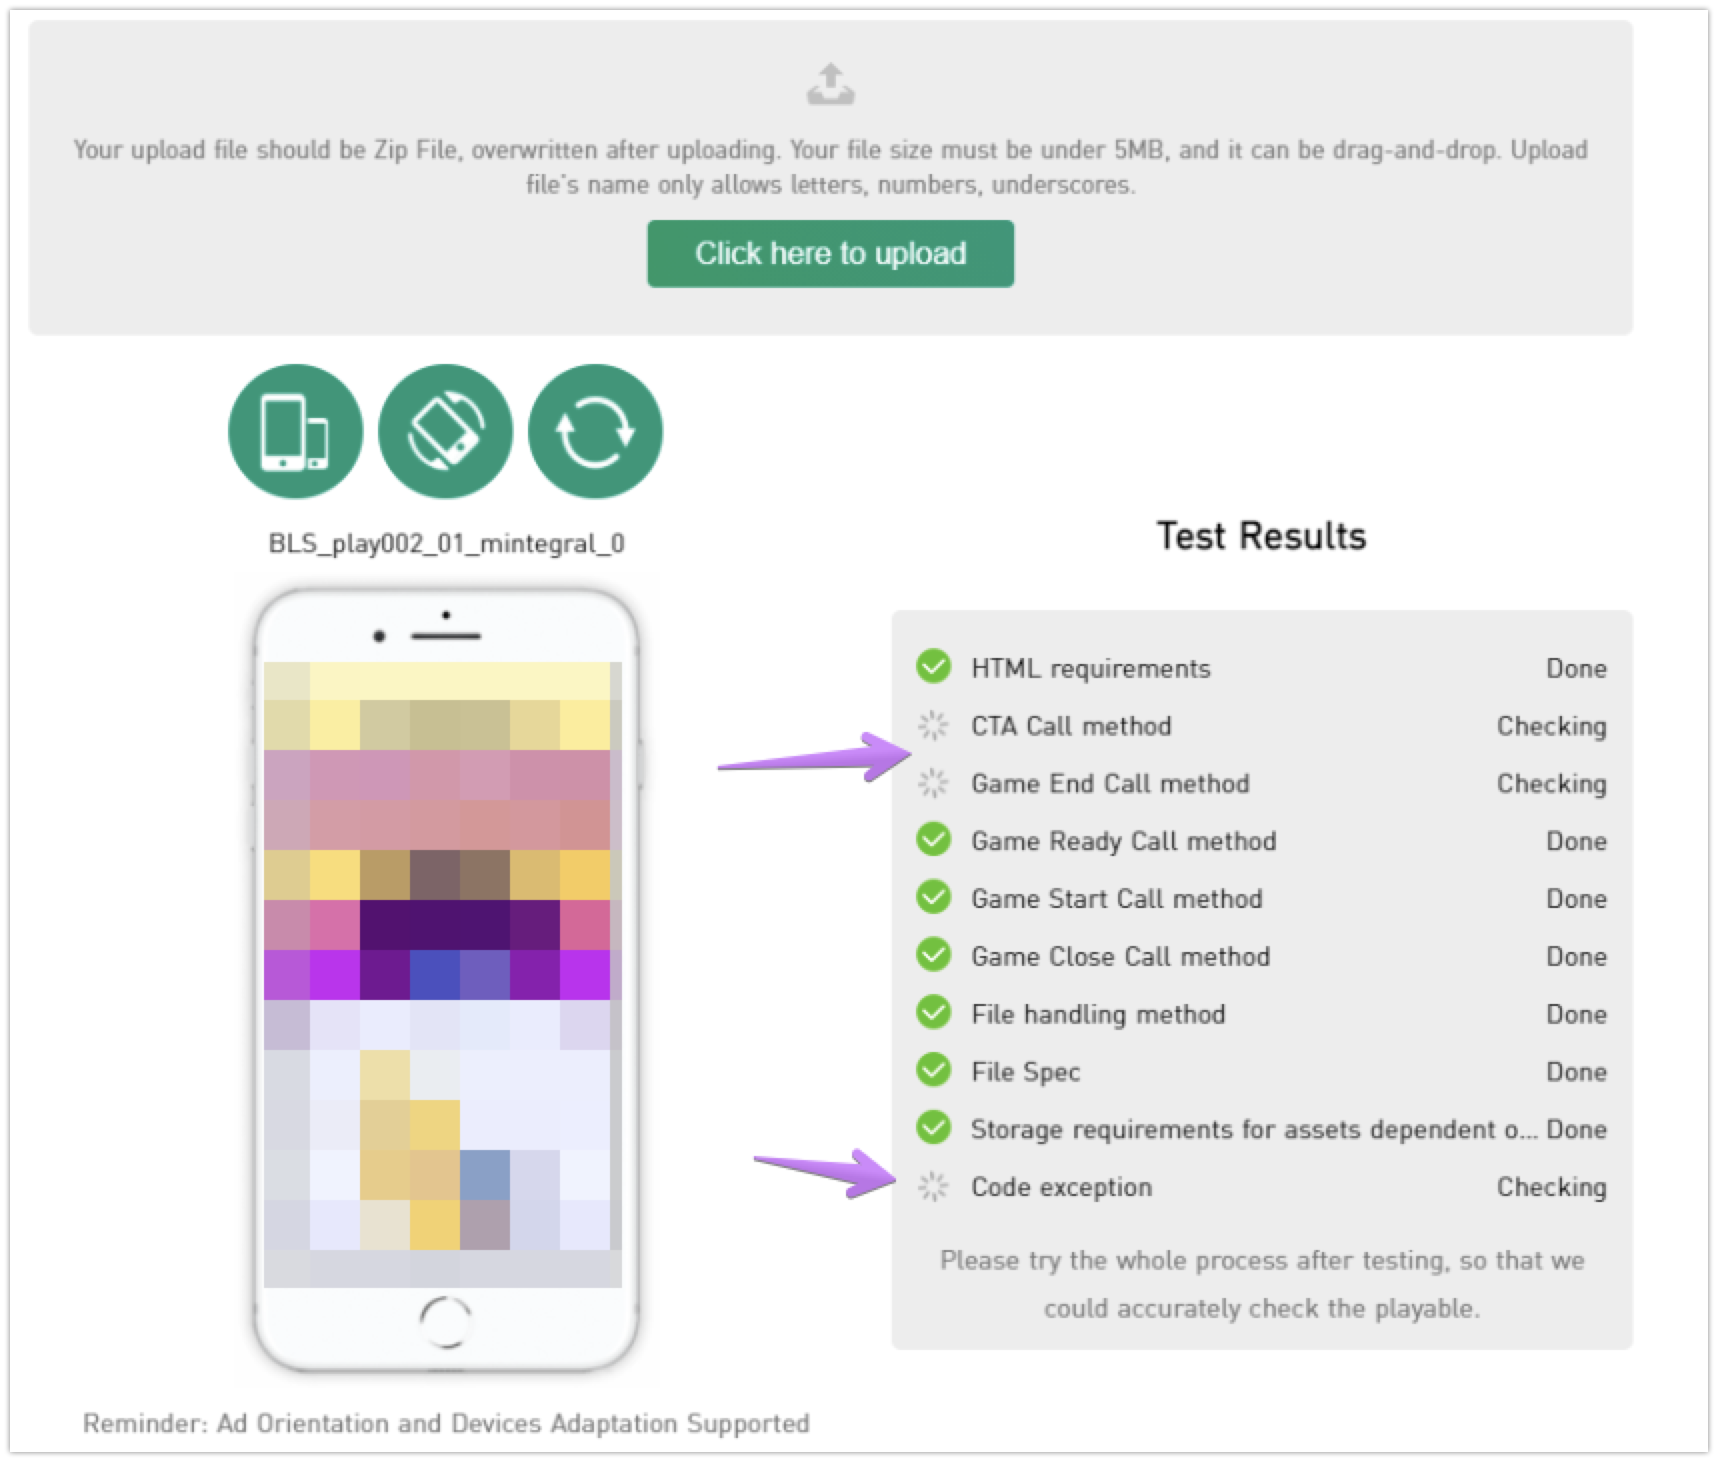 Your upload file should be Zip File, overwritten after uploading. Your file size must be under 5MB, and it can be drag-and-drop. Upload
file's name only allows letters, numbers, underscores.
Click here to upload
BLS_play002_01_mintegral_0
Test Results
HTML requirements Done
CTA Call method Checking
Game End Call method Checking
Game Ready Call method Done
Game Start Call method Done
Game Close Call method Done
File handling method Done
File Spec Done
Storage requirements for assets dependent o... Done
Code exception Checking
Please try the whole process after testing, so that we
could accurately check the playable.
Reminder: Ad Orientation and Devices Adaptation Supported